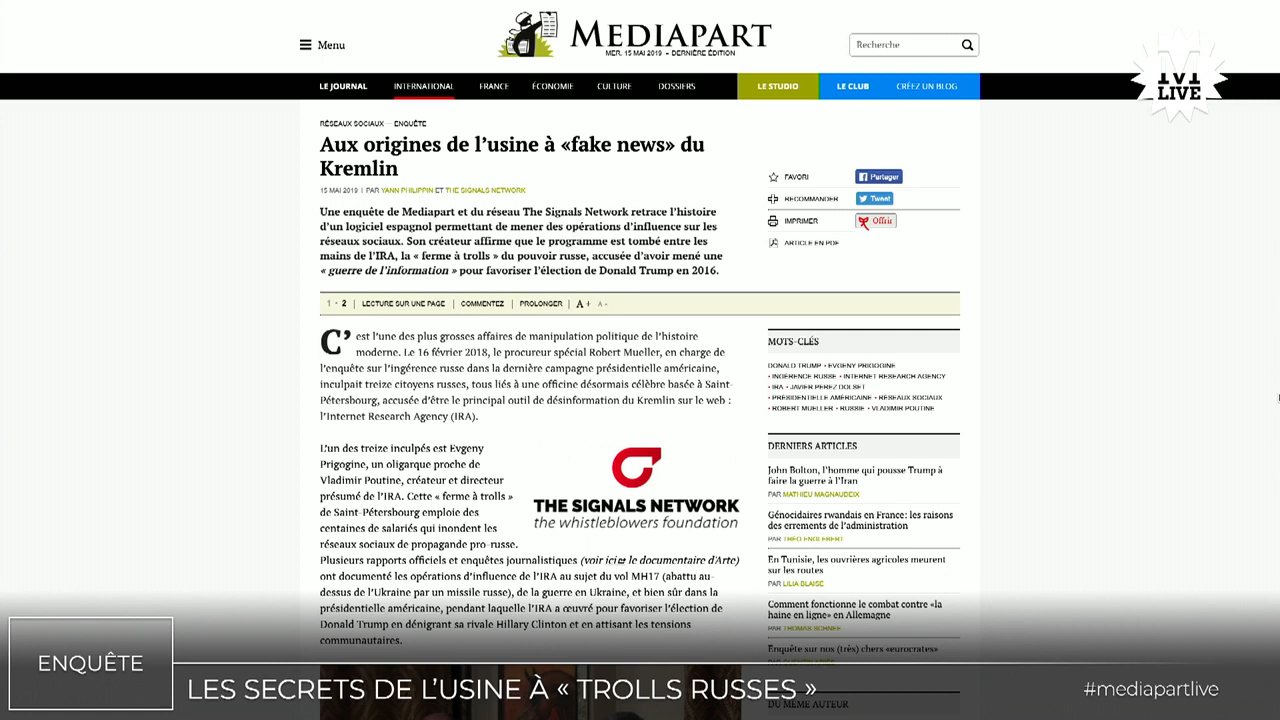 Menu
MEDIAPART
MER. 15 MAI 2019 – DERNIÈRE ÉDITION
Recherche
M
LIVE
LE JOURNAL INTERNATIONAL FRANCE ÉCONOMIE CULTURE DOSSIERS LE STUDIO LE CLUB CRÉEZ UN BLOG
RÉSEAUX SOCIAUX — ENQUÊTE
Aux origines de l’usine à «fake news» du
Kremlin
15 MAI 2019 | PAR YANN PHILIPPIN ET THE SIGNALS NETWORK
Une enquête de Mediapart et du réseau The Signals Network retrace l’histoire
d’un logiciel espagnol permettant de mener des opérations d’influence sur les
réseaux sociaux. Son créateur affirme que le programme est tombé entre les
mains de l’IRA, la « ferme à trolls » du pouvoir russe, accusée d’avoir mené une
« guerre de l’information » pour favoriser l’élection de Donald Trump en 2016.
FAVORI Partager
RECOMMANDER Tweet
IMPRIMER Offrir
ARTICLE EN PDF
1 - 2 | LECTURE SUR UNE PAGE | COMMENTEZ | PROLONGER | A + A -
C’est l’une des plus grosses affaires de manipulation politique de l’histoire
moderne. Le 16 février 2018, le procureur spécial Robert Mueller, en charge de
l’enquête sur l’ingérence russe dans la dernière campagne présidentielle américaine,
inculpait treize citoyens russes, tous liés à une officine désormais célèbre basée à Saint-
Pétersbourg, accusée d’être le principal outil de désinformation du Kremlin sur le web :
l’Internet Research Agency (IRA).
L’un des treize inculpés est Evgeny
Prigogine, un oligarque proche de
Vladimir Poutine, créateur et directeur
présumé de l’IRA. Cette « ferme à trolls »
de Saint-Pétersbourg emploie des
centaines de salariés qui inondent les
réseaux sociaux de propagande pro-russe.
THE SIGNALS NETWORK
the whistleblowers foundation
Plusieurs rapports officiels et enquêtes journalistiques (voir ici le documentaire d’Arte)
ont documenté les opérations d’influence de l’IRA au sujet du vol MH17 (abattu au-
dessus de l’Ukraine par un missile russe), de la guerre en Ukraine, et bien sûr dans la
présidentielle américaine, pendant laquelle l’IRA a œuvré pour favoriser l’élection de
Donald Trump en dénigrant sa rivale Hillary Clinton et en attisant les tensions
communautaires.
MOTS-CLÉS
DONALD TRUMP • EVGENY PRIGOGINE
• INGÉRENCE RUSSE • INTERNET RESEARCH AGENCY
• IRA • JAVIER PEREZ DOLSET
• PRÉSIDENTIELLE AMÉRICAINE • RÉSEAUX SOCIAUX
• ROBERT MUELLER • RUSSIE • VLADIMIR POUTINE
DERNIERS ARTICLES
John Bolton, l’homme qui pousse Trump à
faire la guerre à l’Iran
PAR MATHIEU MAGNAUDEIX
Génocidaires rwandais en France: les raisons
des errements de l’administration
PAR THÉO ENGLEBERT
En Tunisie, les ouvrières agricoles meurent
sur les routes
PAR LILIA BLAISE
Comment fonctionne le combat contre «la
haine en ligne» en Allemagne
PAR THOMAS SCHNEE
Enquête sur nos (très) chers «eurocrates»
DU MÊME AUTEUR
ENQUÊTE
LES SECRETS DE L’USINE À « TROLLS RUSSES »
#mediapartlive